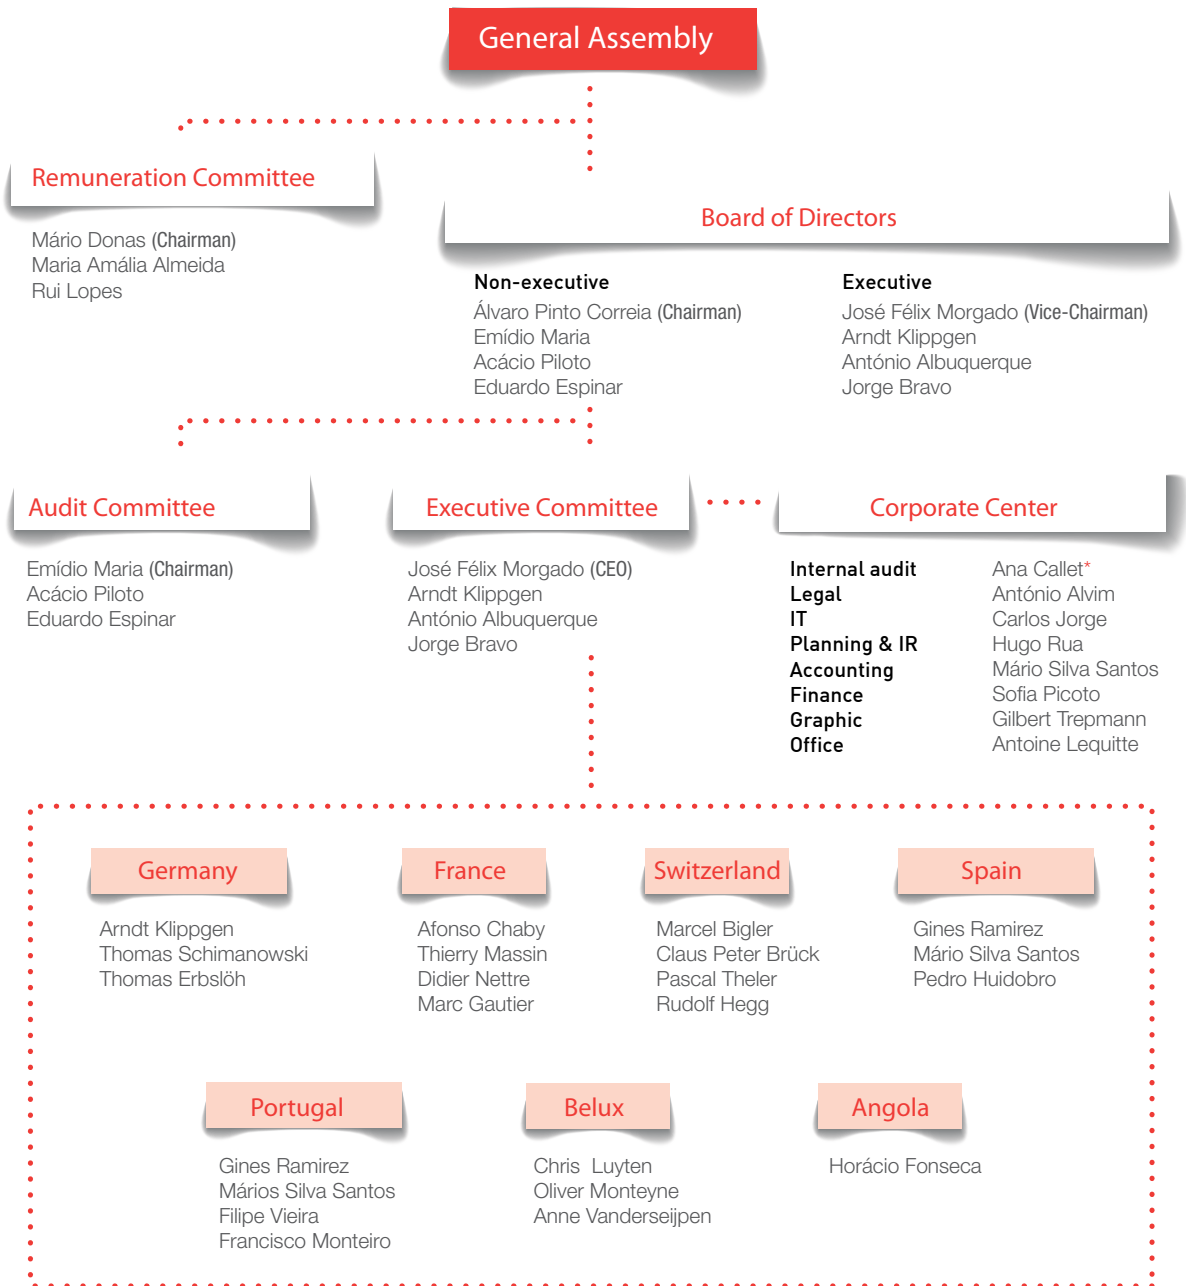 General Assembly
Remuneration Committee
Mário Donas (Chairman)
Maria Amália Almeida
Rui Lopes
Board of Directors
Non-executive
Álvaro Pinto Correia (Chairman)
Emídio Maria
Acácio Piloto
Eduardo Espinar
Executive
José Félix Morgado (Vice-Chairman)
Arndt Klippgen
António Albuquerque
Jorge Bravo
Audit Committee
Emídio Maria (Chairman)
Acácio Piloto
Eduardo Espinar
Executive Committee
José Félix Morgado (CEO)
Arndt Klippgen
António Albuquerque
Jorge Bravo
Corporate Center
Internal audit Ana Callet*
Legal António Alvim
IT Carlos Jorge
Planning & IR Hugo Rua
Accounting Mário Silva Santos
Finance Sofia Picoto
Graphic Gilbert Trepmann
Office Antoine Lequitte
Germany
Arndt Klippgen
Thomas Schimanowski
Thomas Erbslöh
France
Afonso Chaby
Thierry Massin
Didier Nettre
Marc Gautier
Switzerland
Marcel Bigler
Claus Peter Brück
Pascal Theler
Rudolf Hegg
Spain
Gines Ramirez
Mário Silva Santos
Pedro Huidobro
Portugal
Gines Ramirez
Mários Silva Santos
Filipe Vieira
Francisco Monteiro
Belux
Chris Luyten
Oliver Monteyne
Anne Vanderseijpen
Angola
Horácio Fonseca